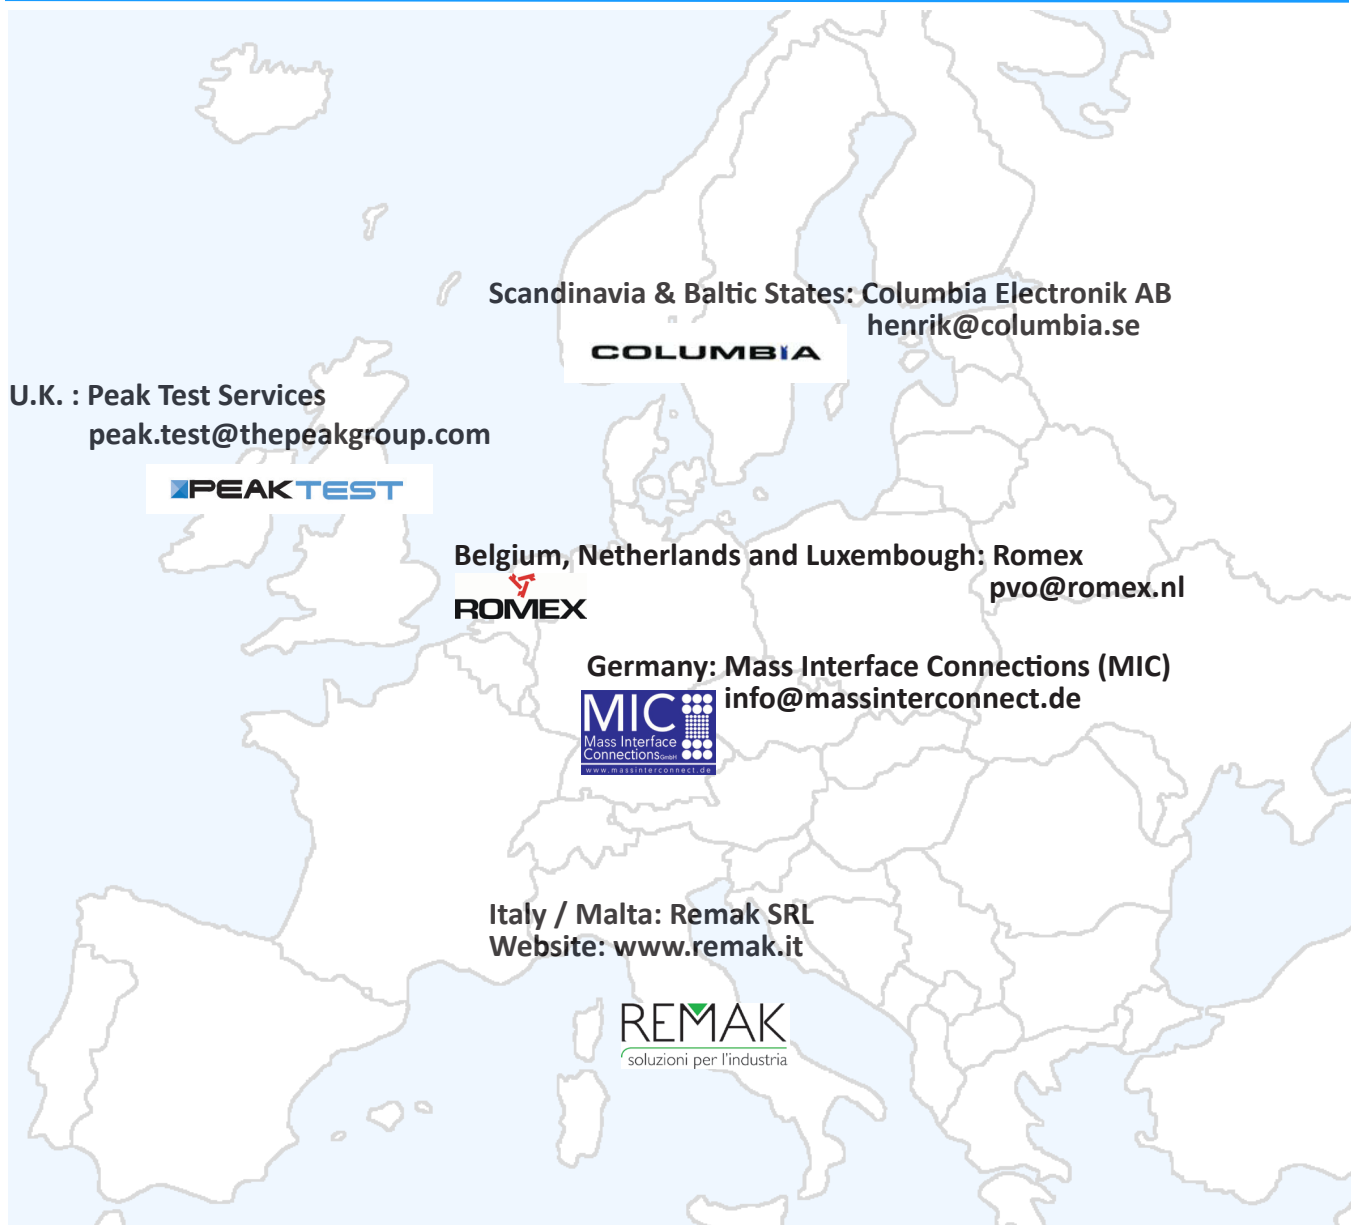 Scandinavia & Baltic States: Columbia Electronik AB
henrik@columbia.se
COLUMBIA
U.K. : Peak Test Services
peak.test@thepeakgroup.com
PEAKTEST
Belgium, Netherlands and Luxembough: Romex
pvo@romex.nl
ROMEX
Germany: Mass Interface Connections (MIC)
info@massinterconnect.de
MIC
Mass Interface
Connections GmbH
www.massinterconnect.de
Italy / Malta: Remak SRL
Website: www.remak.it
REMAK
soluzioni per l'industria